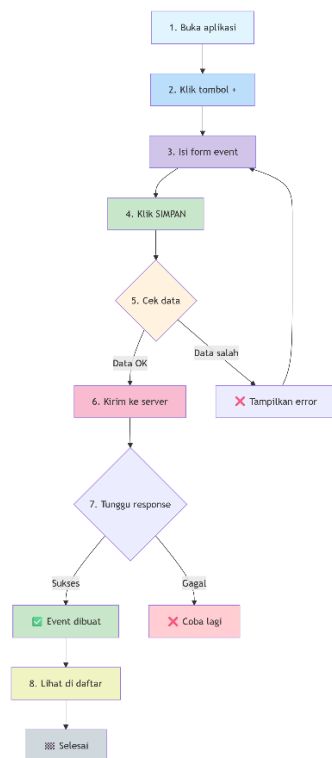 1. Buka aplikasi
2. Klik tombol +
3. Isi form event
4. Klik SIMPAN
5. Cek data
Data salah
Data OK
6. Kirim ke server
❌ Tampilkan error
7. Tunggu response
Sukses
Gagal
✅ Event dibuat
❌ Coba lagi
8. Lihat di daftar
🏁 Selesai